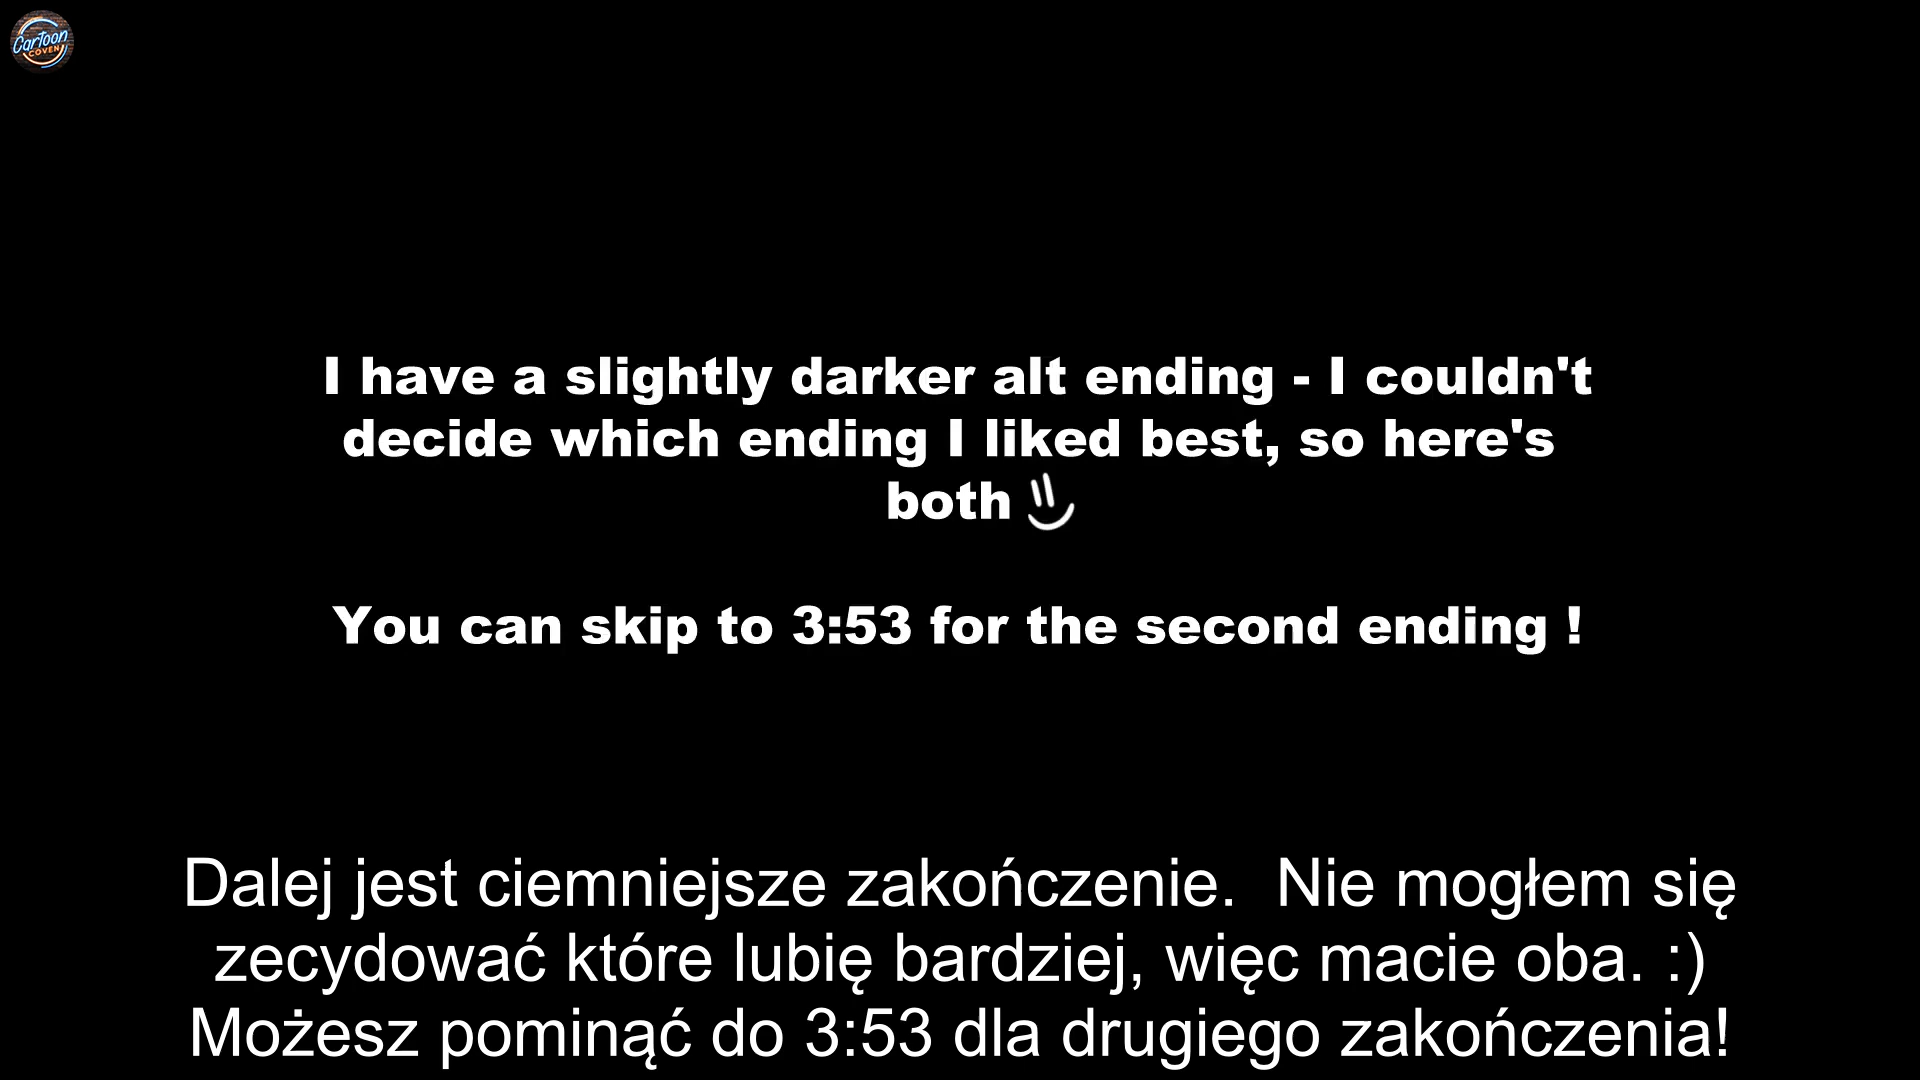 CarToon
COVEN
I have a slightly darker alt ending - I couldn't
decide which ending I liked best, so here's
both
You can skip to 3:53 for the second ending !
Dalej jest ciemniejsze zakończenie.  Nie mogłem się
zecydować które lubię bardziej, więc macie oba. :)
Możesz pominąć do 3:53 dla drugiego zakończenia!